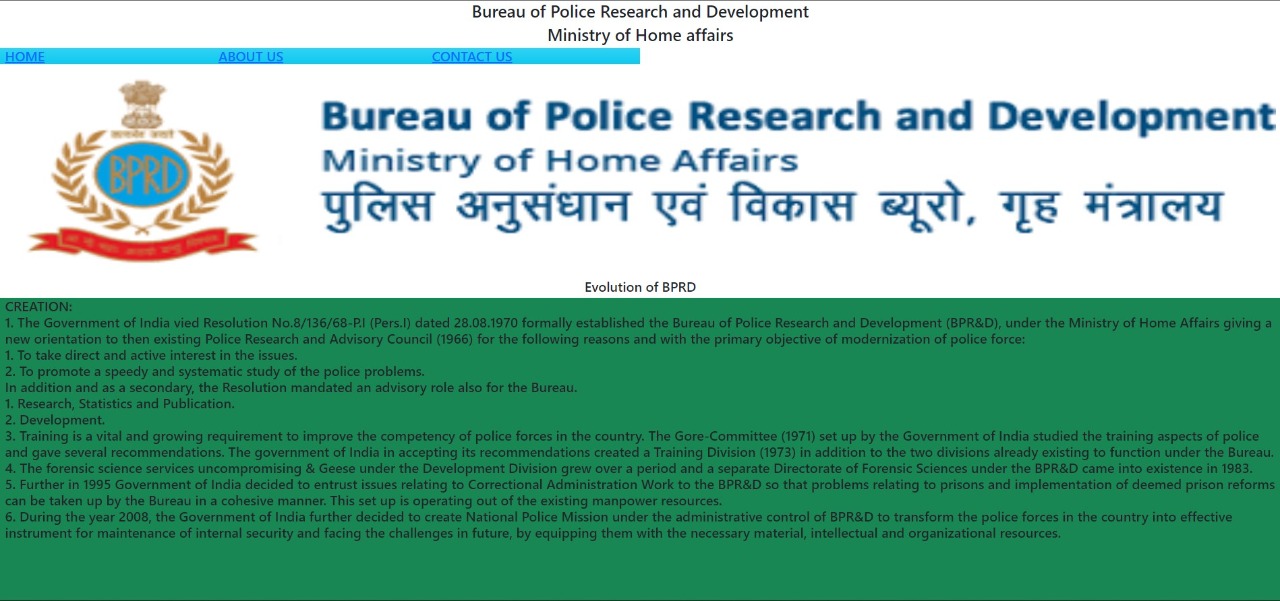 Bureau of Police Research and Development
Ministry of Home affairs
HOME ABOUT US CONTACT US
BPRD
Bureau of Police Research and Development
Ministry of Home Affairs
पुलिस अनुसंधान एवं विकास ब्यूरो, गृह मंत्रालय
Evolution of BPRD
CREATION:
1. The Government of India vied Resolution No.8/136/68-P.I (Pers.I) dated 28.08.1970 formally established the Bureau of Police Research and Development (BPR&D), under the Ministry of Home Affairs giving a
new orientation to then existing Police Research and Advisory Council (1966) for the following reasons and with the primary objective of modernization of police force:
1. To take direct and active interest in the issues.
2. To promote a speedy and systematic study of the police problems.
In addition and as a secondary, the Resolution mandated an advisory role also for the Bureau.
1. Research, Statistics and Publication.
2. Development.
3. Training is a vital and growing requirement to improve the competency of police forces in the country. The Gore-Committee (1971) set up by the Government of India studied the training aspects of police
and gave several recommendations. The government of India in accepting its recommendations created a Training Division (1973) in addition to the two divisions already existing to function under the Bureau.
4. The forensic science services uncompromising & Geese under the Development Division grew over a period and a separate Directorate of Forensic Sciences under the BPR&D came into existence in 1983.
5. Further in 1995 Government of India decided to entrust issues relating to Correctional Administration Work to the BPR&D so that problems relating to prisons and implementation of deemed prison reforms
can be taken up by the Bureau in a cohesive manner. This set up is operating out of the existing manpower resources.
6. During the year 2008, the Government of India further decided to create National Police Mission under the administrative control of BPR&D to transform the police forces in the country into effective
instrument for maintenance of internal security and facing the challenges in future, by equipping them with the necessary material, intellectual and organizational resources.